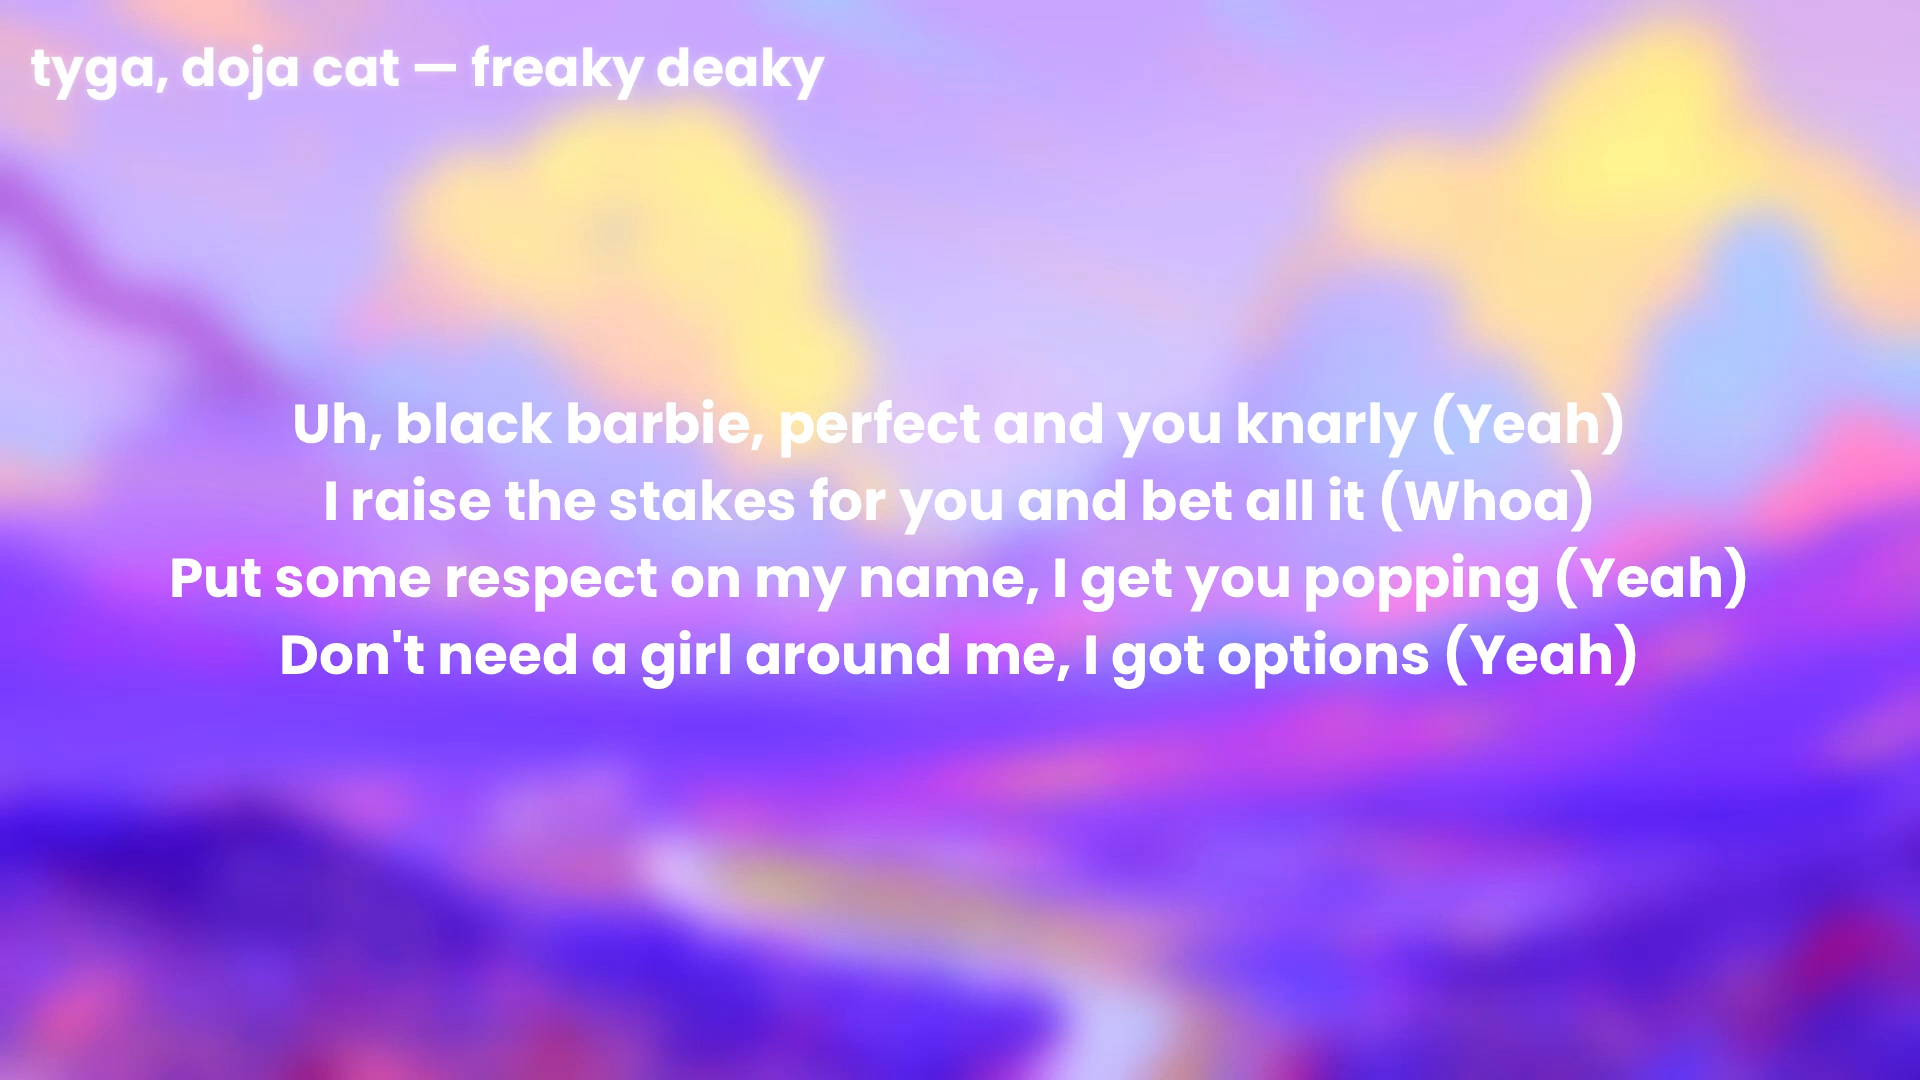 tyga, doja cat — freaky deaky
Uh, black barbie, perfect and you knarly (Yeah)
I raise the stakes for you and bet all it (Whoa)
Put some respect on my name, I get you popping (Yeah)
Don't need a girl around me, I got options (Yeah)